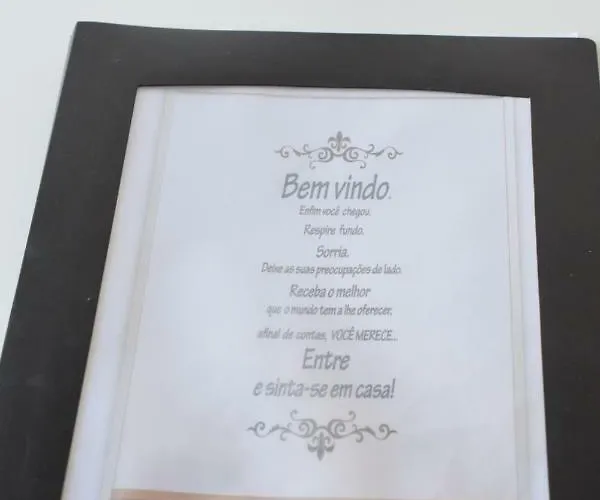 Bem vindo.
Enfim você chegou.
Respire fundo.
Sorria.
Deixe as suas preocupações de lado.
Receba o melhor
que o mundo tem a lhe oferecer,
afinal de contas, VOCÊ MERECE...
Entre
e sinta-se em casa!